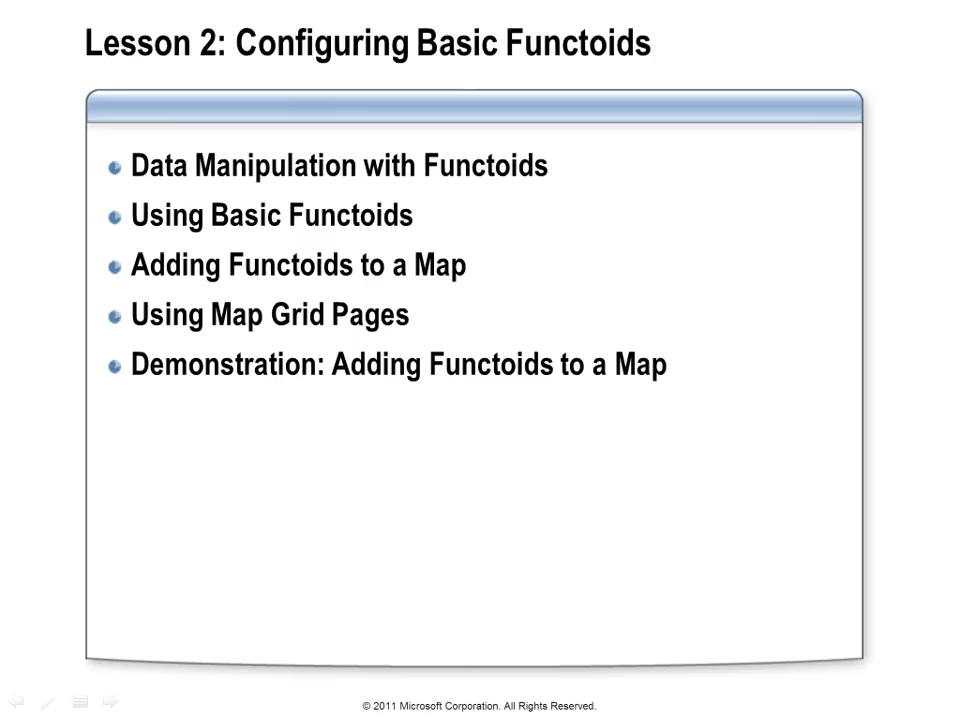 Lesson 2: Configuring Basic Functoids
Data Manipulation with Functoids
Using Basic Functoids
Adding Functoids to a Map
Using Map Grid Pages
Demonstration: Adding Functoids to a Map
© 2011 Microsoft Corporation. All Rights Reserved.